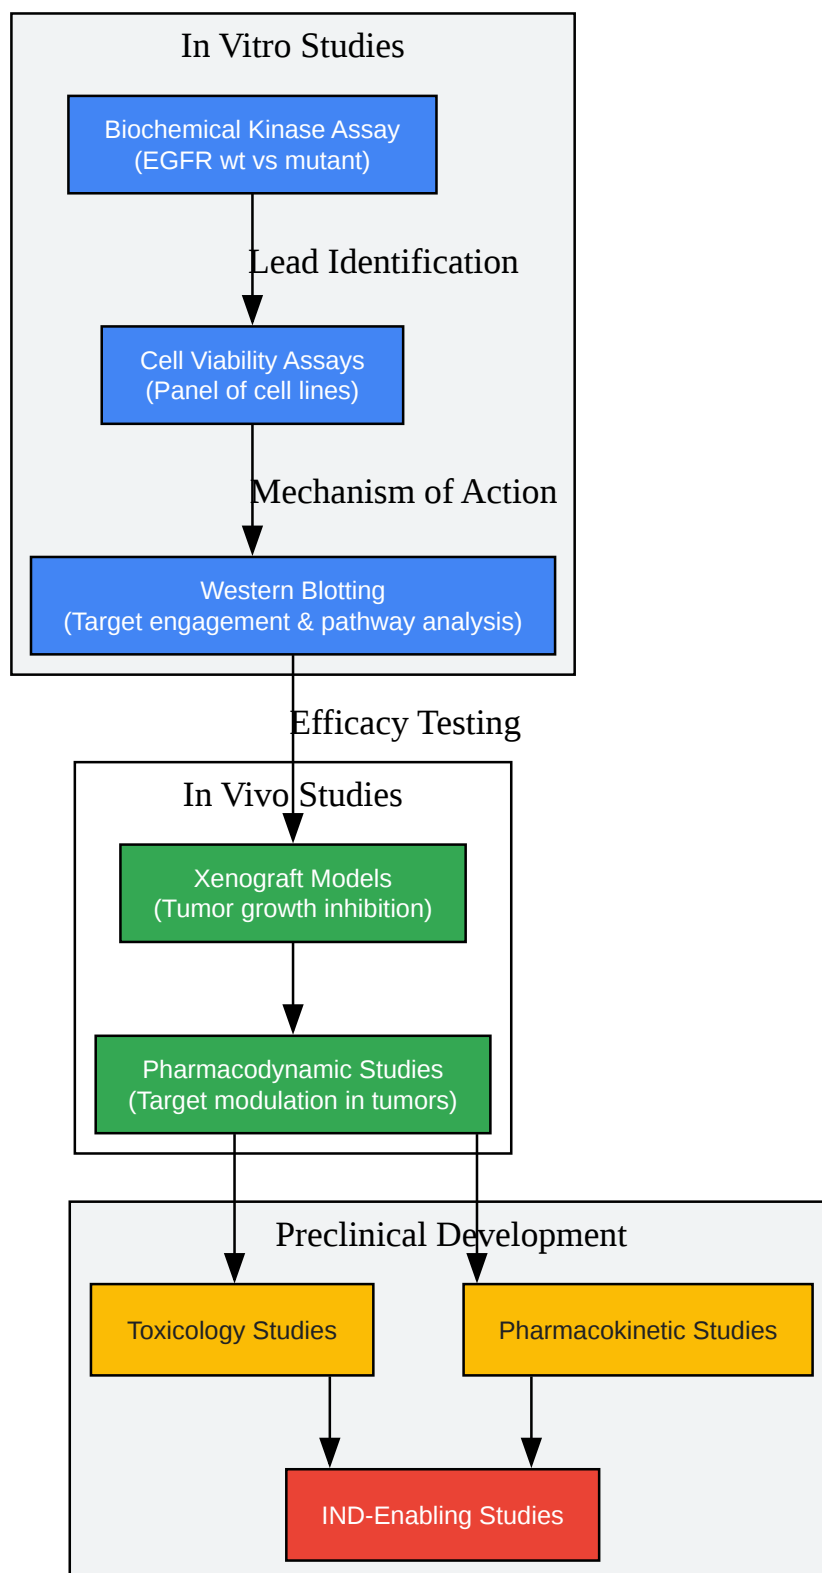 In Vitro Studies
Biochemical Kinase Assay
(EGFR wt vs mutant)
Lead Identification
Cell Viability Assays
(Panel of cell lines)
Mechanism of Action
Western Blotting
(Target engagement & pathway analysis)
Efficacy Testing
In Vivo Studies
Xenograft Models
(Tumor growth inhibition)
Pharmacodynamic Studies
(Target modulation in tumors)
Preclinical Development
Toxicology Studies
Pharmacokinetic Studies
IND-Enabling Studies